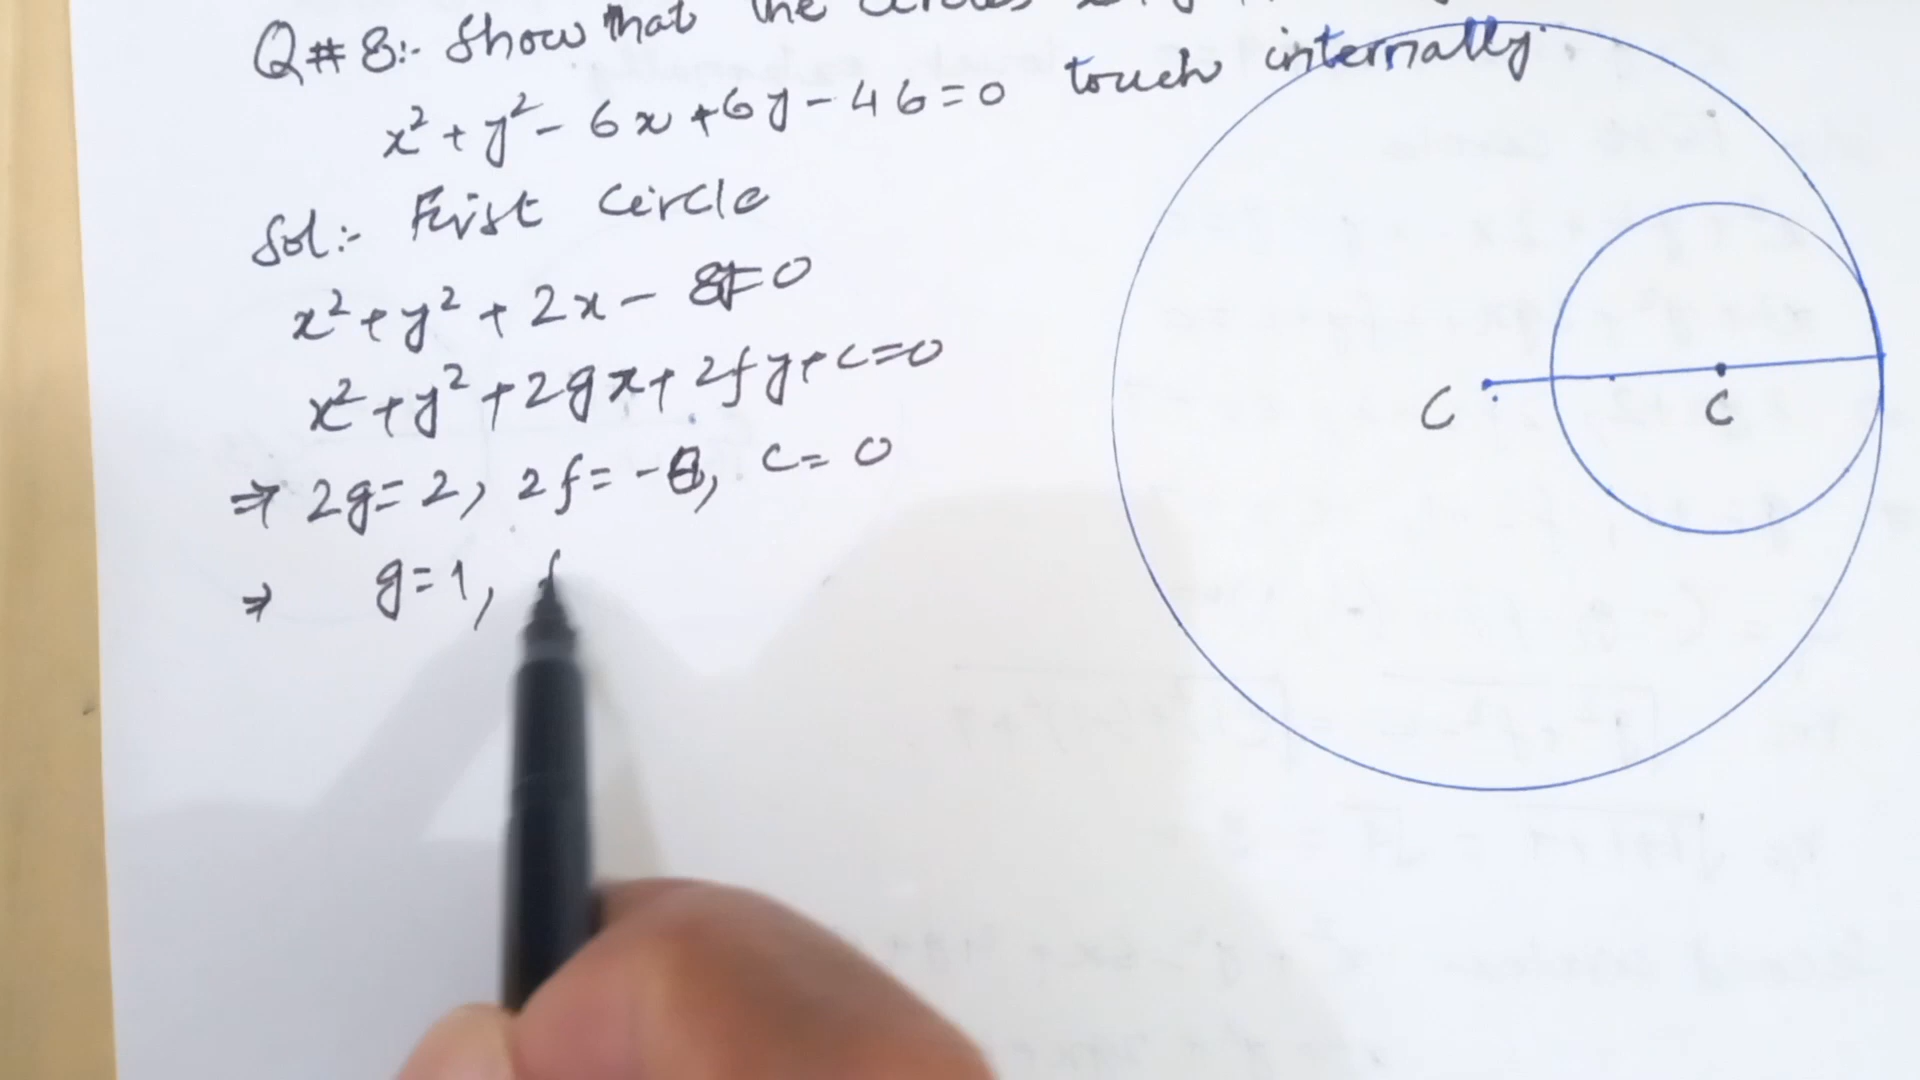 Q#8:- Show that the circles
x²+y²-6x+6y-46=0 touch internally.
Sol:- First circle
x²+y²+2x-8=0
x²+y²+2gx+2fy+c=0
⇒ 2g=2, 2f=-8, c=0
⇒ g=1, f
C
C